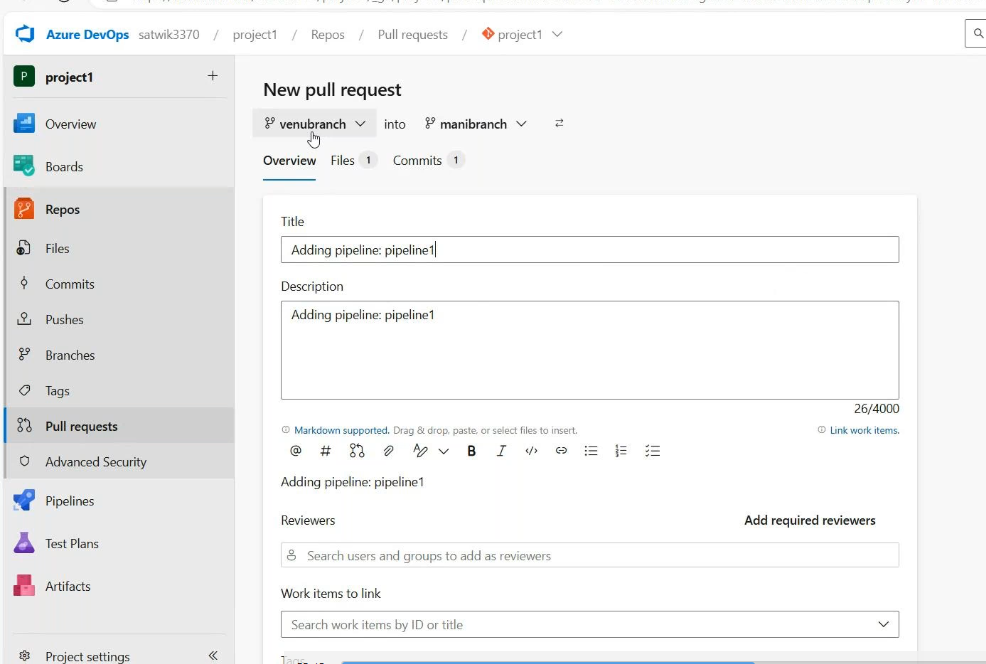 Azure DevOps satwik3370 / project1 / Repos / Pull requests / project1
P project1 +
Overview
Boards
Repos
Files
Commits
Pushes
Branches
Tags
Pull requests
Advanced Security
Pipelines
Test Plans
Artifacts
Project settings
New pull request
venubranch into manibranch
Overview Files 1 Commits 1
Title
Adding pipeline: pipeline1
Description
Adding pipeline: pipeline1
26/4000
Markdown supported. Drag & drop, paste, or select files to insert. Link work items.
@ # B I </>
Adding pipeline: pipeline1
Reviewers Add required reviewers
Search users and groups to add as reviewers
Work items to link
Search work items by ID or title
Tags